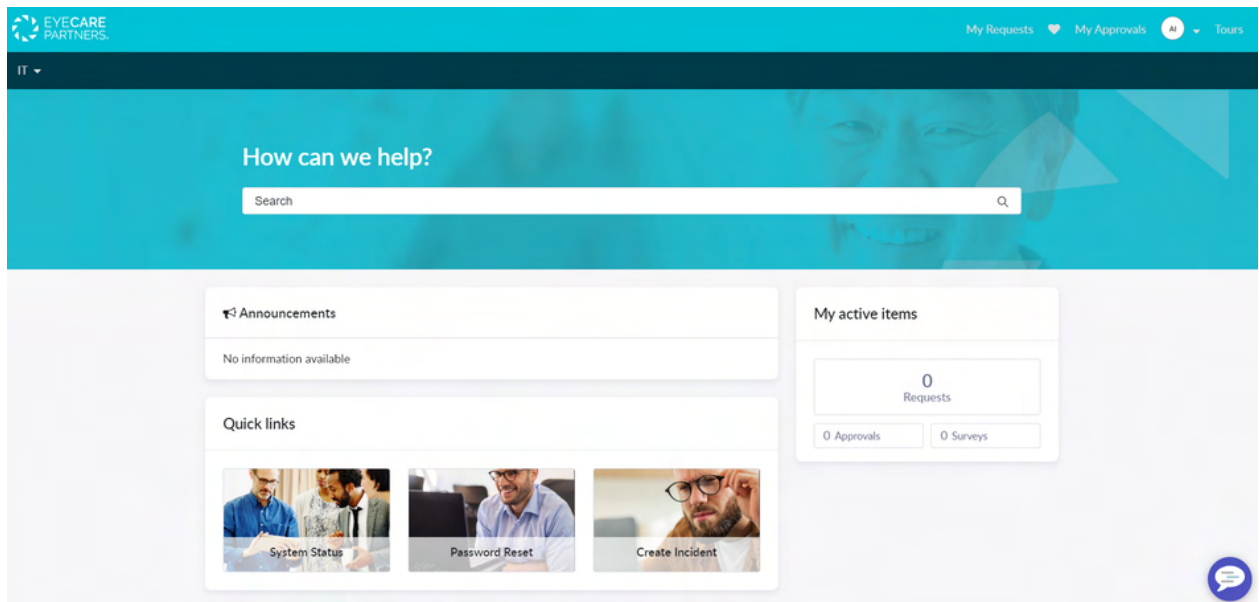 EYECARE
PARTNERS.
My Requests
My Approvals
AI
Tours
IT
How can we help?
Search
Announcements
No information available
My active items
0
Requests
0 Approvals
0 Surveys
Quick links
System Status
Password Reset
Create Incident